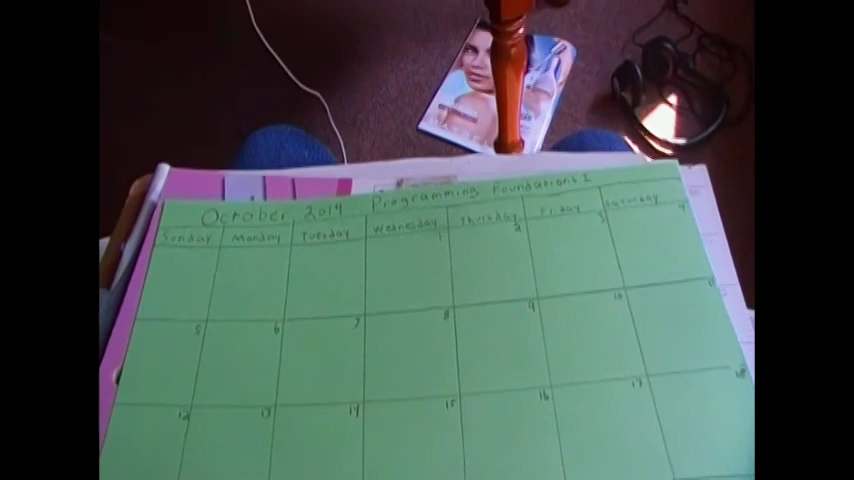 October 2014 Programming Foundations I
Sunday Monday Tuesday Wednesday Thursday Friday Saturday
1 2 3 4
5 6 7 8 9 10 11
12 13 14 15 16 17 18